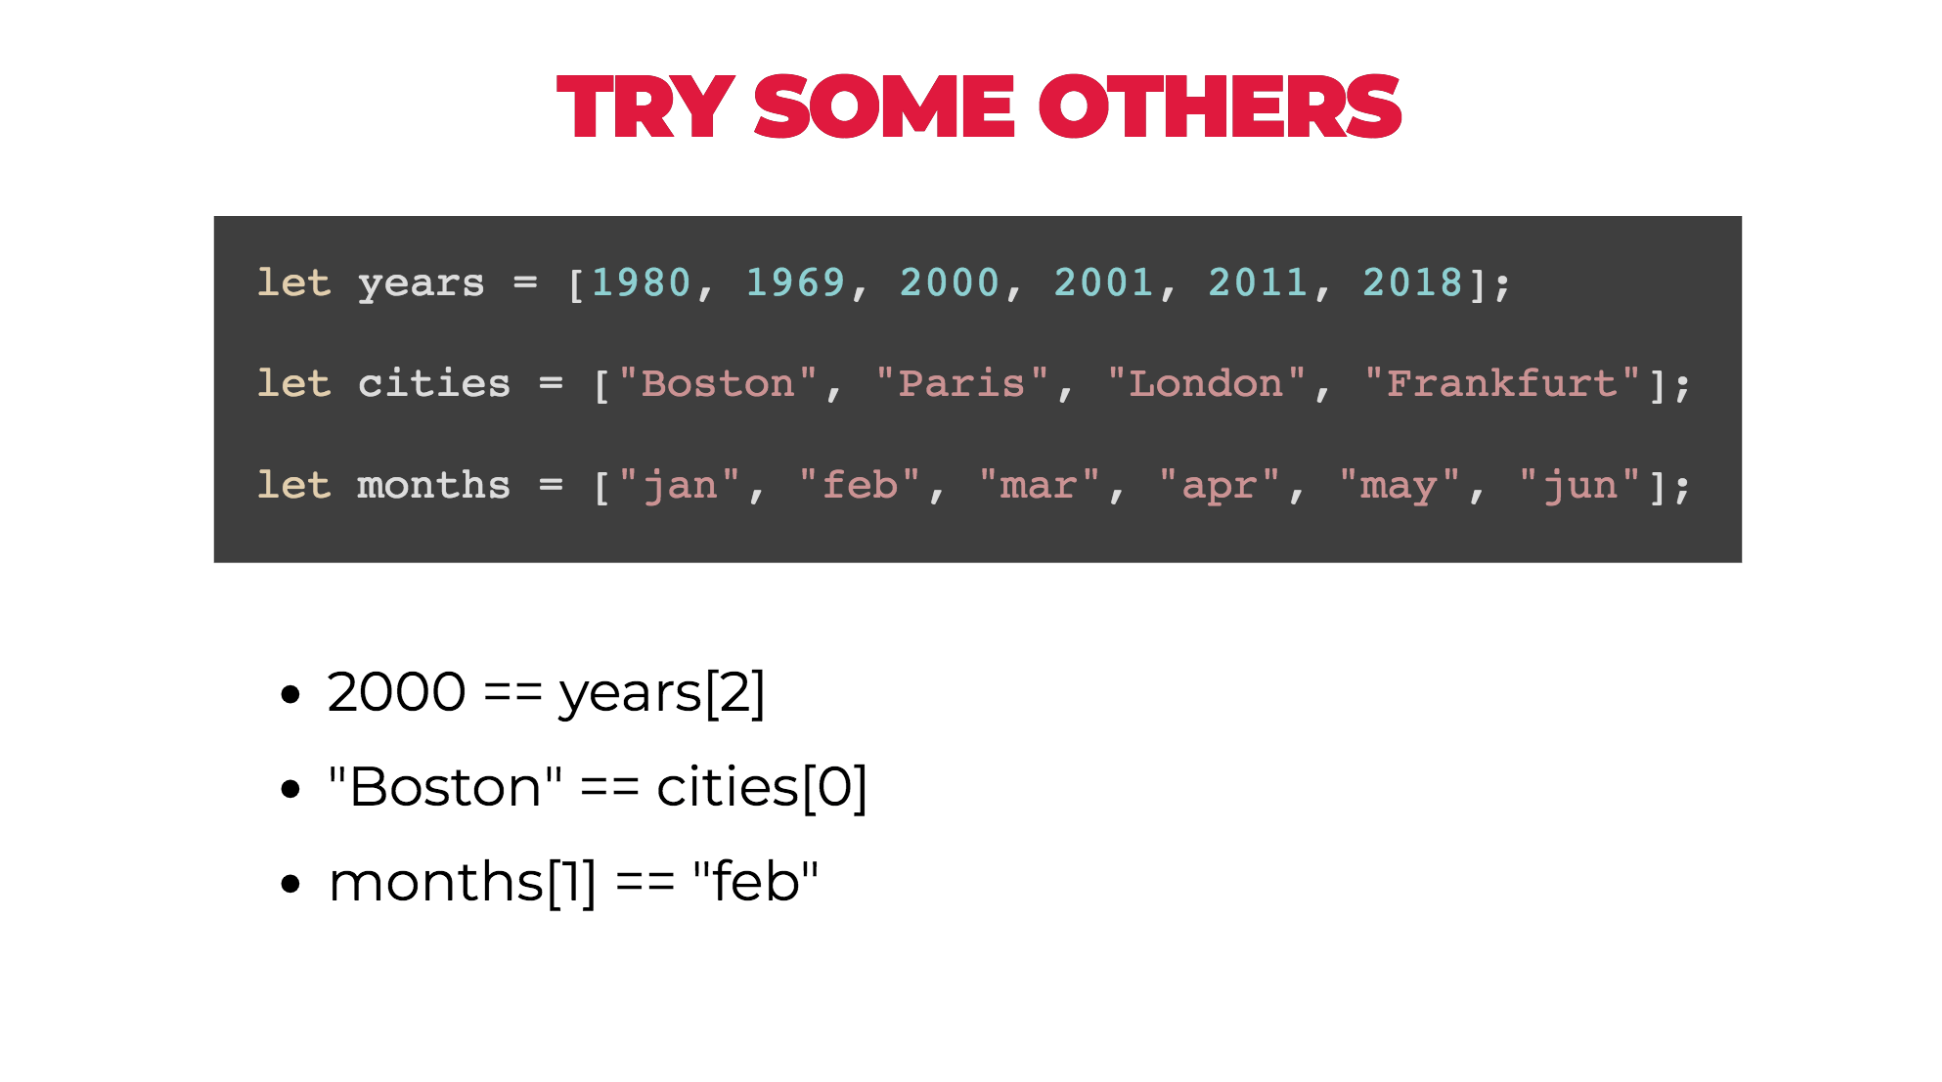 TRY SOME OTHERS
let years = [1980, 1969, 2000, 2001, 2011, 2018];
let cities = ["Boston", "Paris", "London", "Frankfurt"];
let months = ["jan", "feb", "mar", "apr", "may", "jun"];
• 2000 == years[2]
• "Boston" == cities[0]
• months[1] == "feb"